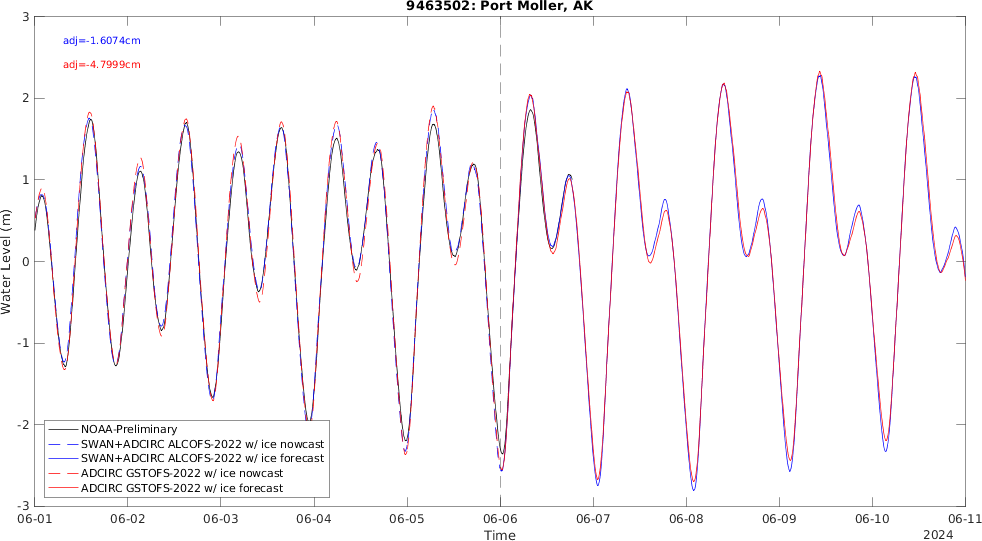 9463502: Port Moller, AK
adj=-1.6074cm
adj=-4.7999cm
Water Level (m)
3
2
1
0
-1
-2
-3
NOAA-Preliminary
SWAN+ADCIRC ALCOFS-2022 w/ ice nowcast
SWAN+ADCIRC ALCOFS-2022 w/ ice forecast
ADCIRC GSTOFS-2022 w/ ice nowcast
ADCIRC GSTOFS-2022 w/ ice forecast
06-01 06-02 06-03 06-04 06-05 06-06 06-07 06-08 06-09 06-10 06-11
Time
2024